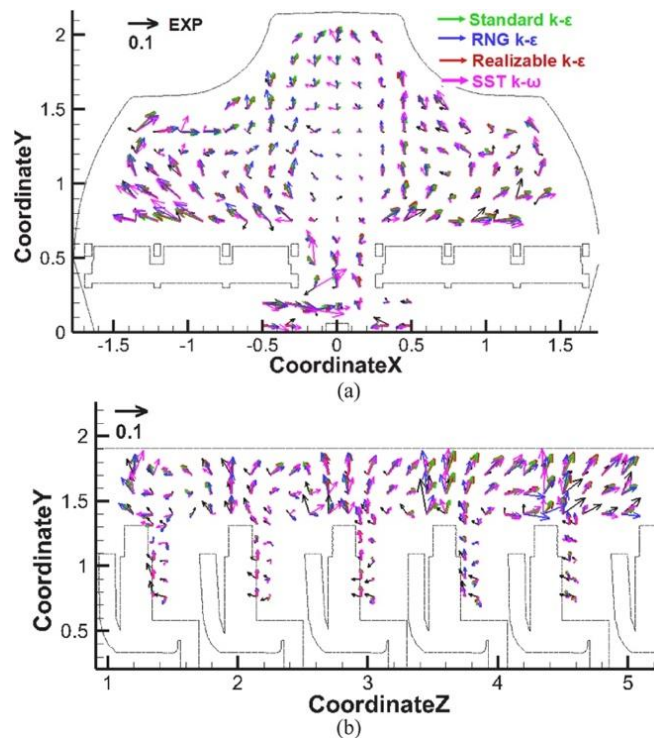 EXP
0.1
Standard k-ε
RNG k-ε
Realizable k-ε
SST k-ω
CoordinateY
2
1.5
1
0.5
0
-1.5
-1
-0.5
0
0.5
1
1.5
CoordinateX
(a)
0.1
CoordinateY
2
1.5
1
0.5
1
2
3
4
5
CoordinateZ
(b)